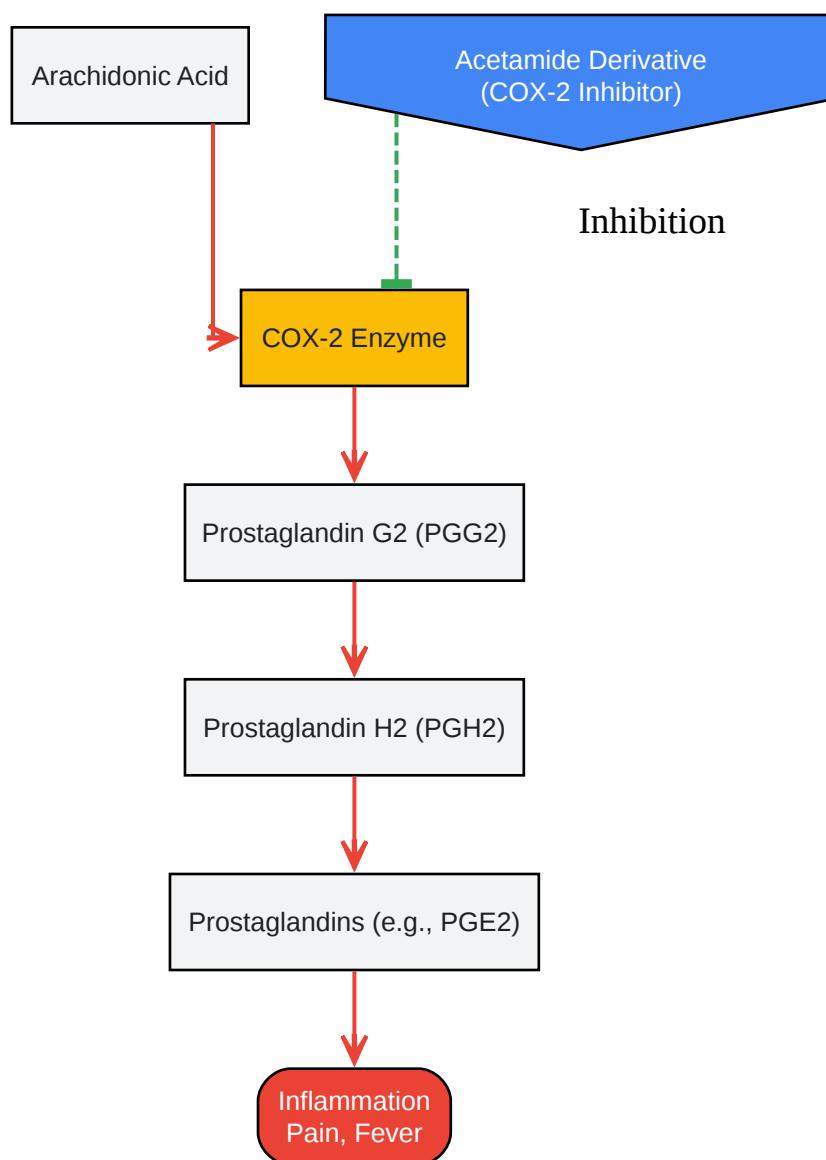 Arachidonic Acid
Acetamide Derivative
(COX-2 Inhibitor)
Inhibition
COX-2 Enzyme
Prostaglandin G2 (PGG2)
Prostaglandin H2 (PGH2)
Prostaglandins (e.g., PGE2)
Inflammation
Pain, Fever